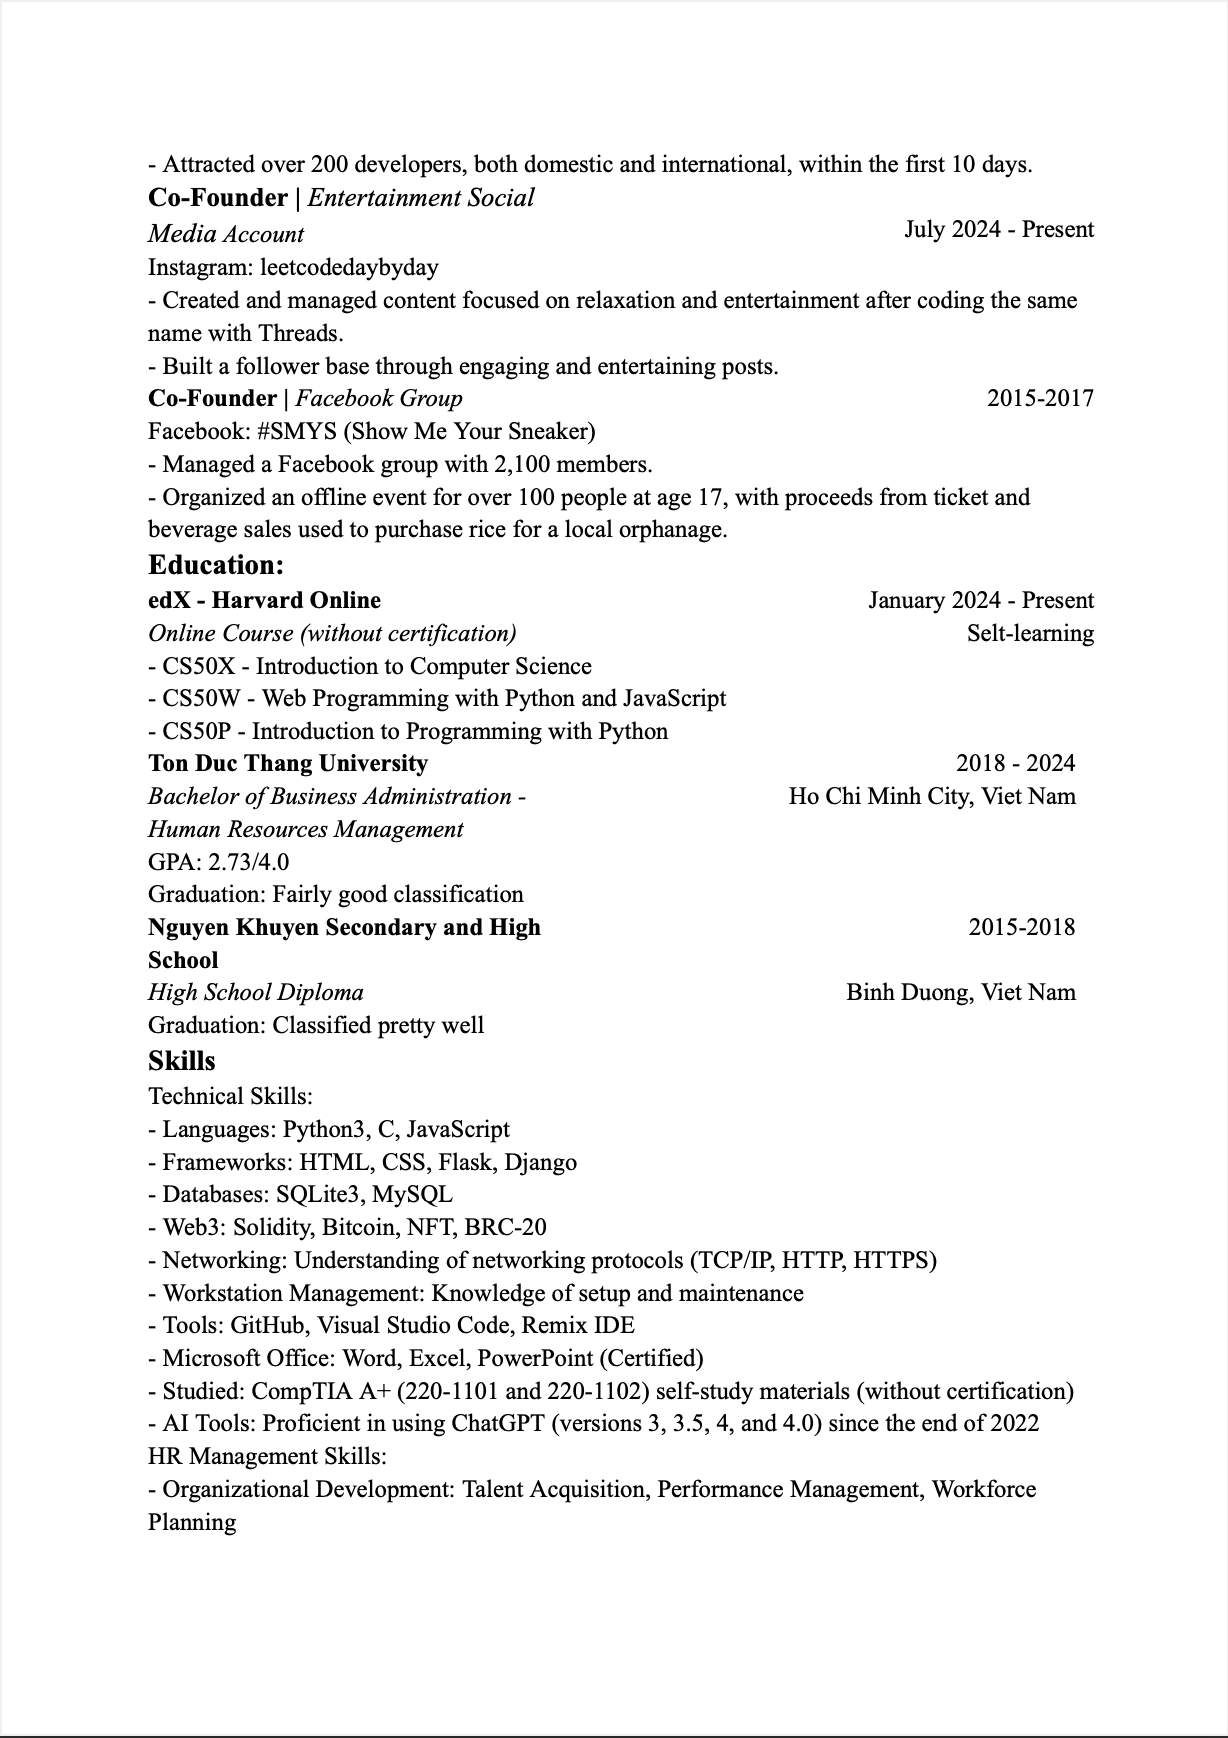 - Attracted over 200 developers, both domestic and international, within the first 10 days.
Co-Founder | Entertainment Social
Media Account
July 2024 - Present
Instagram: leetcodedaybyday
- Created and managed content focused on relaxation and entertainment after coding the same
name with Threads.
- Built a follower base through engaging and entertaining posts.
Co-Founder | Facebook Group 2015-2017
Facebook: #SMYS (Show Me Your Sneaker)
- Managed a Facebook group with 2,100 members.
- Organized an offline event for over 100 people at age 17, with proceeds from ticket and
beverage sales used to purchase rice for a local orphanage.
Education:
edX - Harvard Online January 2024 - Present
Online Course (without certification) Selt-learning
- CS50X - Introduction to Computer Science
- CS50W - Web Programming with Python and JavaScript
- CS50P - Introduction to Programming with Python
Ton Duc Thang University 2018 - 2024
Bachelor of Business Administration - Ho Chi Minh City, Viet Nam
Human Resources Management
GPA: 2.73/4.0
Graduation: Fairly good classification
Nguyen Khuyen Secondary and High 2015-2018
School
High School Diploma Binh Duong, Viet Nam
Graduation: Classified pretty well
Skills
Technical Skills:
- Languages: Python3, C, JavaScript
- Frameworks: HTML, CSS, Flask, Django
- Databases: SQLite3, MySQL
- Web3: Solidity, Bitcoin, NFT, BRC-20
- Networking: Understanding of networking protocols (TCP/IP, HTTP, HTTPS)
- Workstation Management: Knowledge of setup and maintenance
- Tools: GitHub, Visual Studio Code, Remix IDE
- Microsoft Office: Word, Excel, PowerPoint (Certified)
- Studied: CompTIA A+ (220-1101 and 220-1102) self-study materials (without certification)
- AI Tools: Proficient in using ChatGPT (versions 3, 3.5, 4, and 4.0) since the end of 2022
HR Management Skills:
- Organizational Development: Talent Acquisition, Performance Management, Workforce
Planning